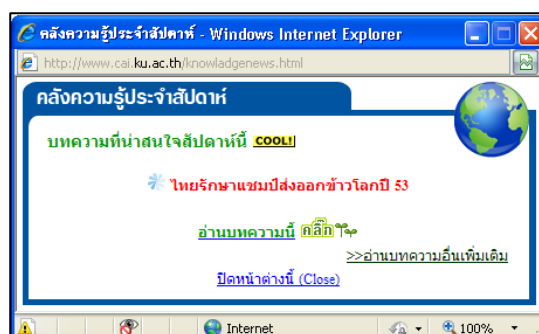 คลังความรู้ประจำสัปดาห์ - Windows Internet Explorer
http://www.cai.ku.ac.th/knowladgenews.html
คลังความรู้ประจำสัปดาห์
บทความที่น่าสนใจสัปดาห์นี้ COOL!
ไทยรักษาแชมป์ส่งออกข้าวโลกปี 53
อ่านบทความนี้ คลิ๊ก
>>อ่านบทความอื่นเพิ่มเติม
ปิดหน้าต่างนี้ (Close)
Internet 100%